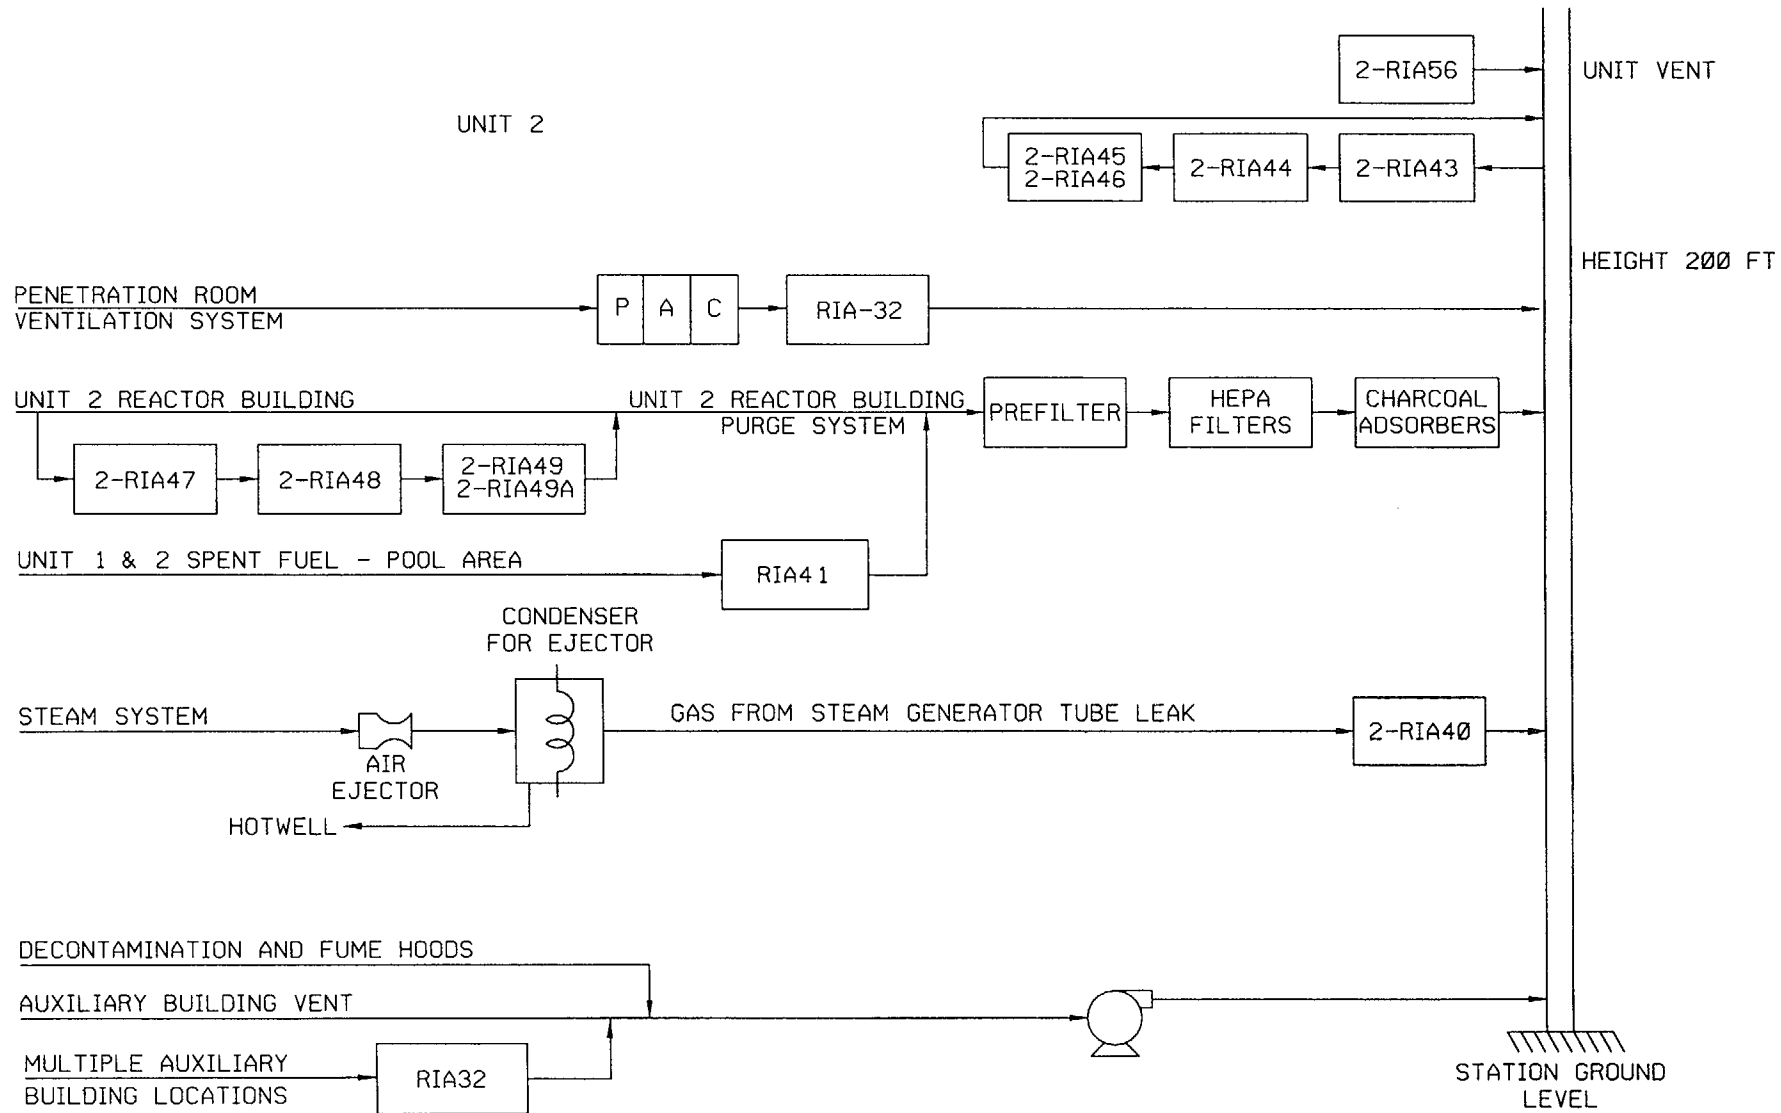 2-RIA56
UNIT VENT
UNIT 2
2-RIA45
2-RIA46
2-RIA44
2-RIA43
HEIGHT 200 FT
PENETRATION ROOM
VENTILATION SYSTEM
P A C
RIA-32
UNIT 2 REACTOR BUILDING
UNIT 2 REACTOR BUILDING
PURGE SYSTEM
PREFILTER
HEPA
FILTERS
CHARCOAL
ADSORBERS
2-RIA47
2-RIA48
2-RIA49
2-RIA49A
UNIT 1 & 2 SPENT FUEL - POOL AREA
RIA41
CONDENSER
FOR EJECTOR
STEAM SYSTEM
GAS FROM STEAM GENERATOR TUBE LEAK
2-RIA40
AIR
EJECTOR
HOTWELL
DECONTAMINATION AND FUME HOODS
AUXILIARY BUILDING VENT
MULTIPLE AUXILIARY
BUILDING LOCATIONS
RIA32
STATION GROUND
LEVEL